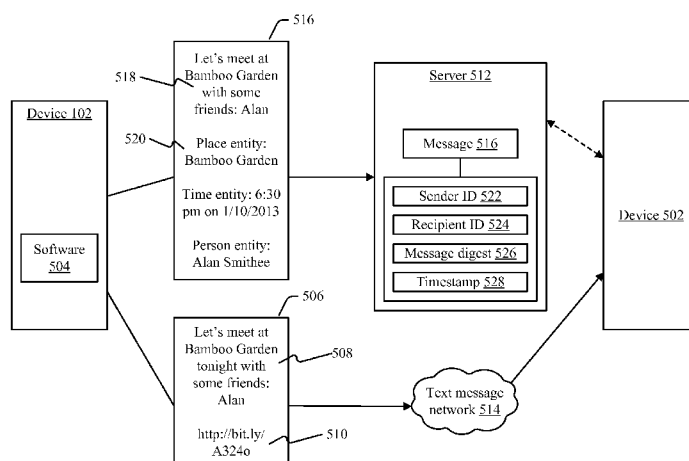 516
Let's meet at
Bamboo Garden
with some
friends: Alan
Place entity:
Bamboo Garden
Time entity: 6:30
pm on 1/10/2013
Person entity:
Alan Smithee
518
520
Device 102
Software
504
Server 512
Message 516
Sender ID 522
Recipient ID 524
Message digest 526
Timestamp 528
Device 502
506
Let's meet at
Bamboo Garden
tonight with
some friends:
Alan
http://bit.ly/
A324o
508
510
Text message
network 514